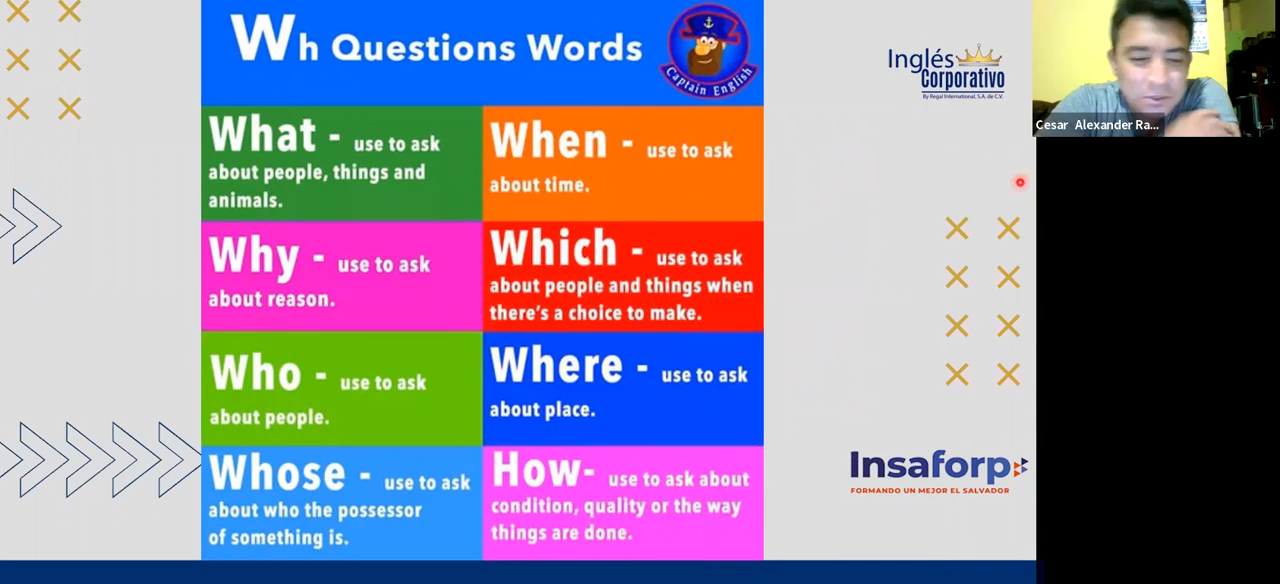 Wh Questions Words
Captain English
Inglés
Corporativo
By Regal International, S.A. de C.V.
Cesar Alexander Ra...
What - use to ask
about people, things and
animals.
When - use to ask
about time.
Why - use to ask
about reason.
Which - use to ask
about people and things when
there's a choice to make.
Who - use to ask
about people.
Where - use to ask
about place.
Whose - use to ask
about who the possessor
of something is.
How- use to ask about
condition, quality or the way
things are done.
Insaforp
FORMANDO UN MEJOR EL SALVADOR